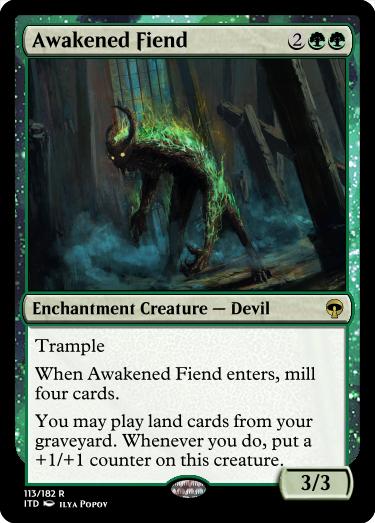 Awakened Fiend 2
Enchantment Creature — Devil
Trample
When Awakened Fiend enters, mill
four cards.
You may play land cards from your
graveyard. Whenever you do, put a
+1/+1 counter on this creature.
3/3
113/182 R
ITD ILYA POPOV